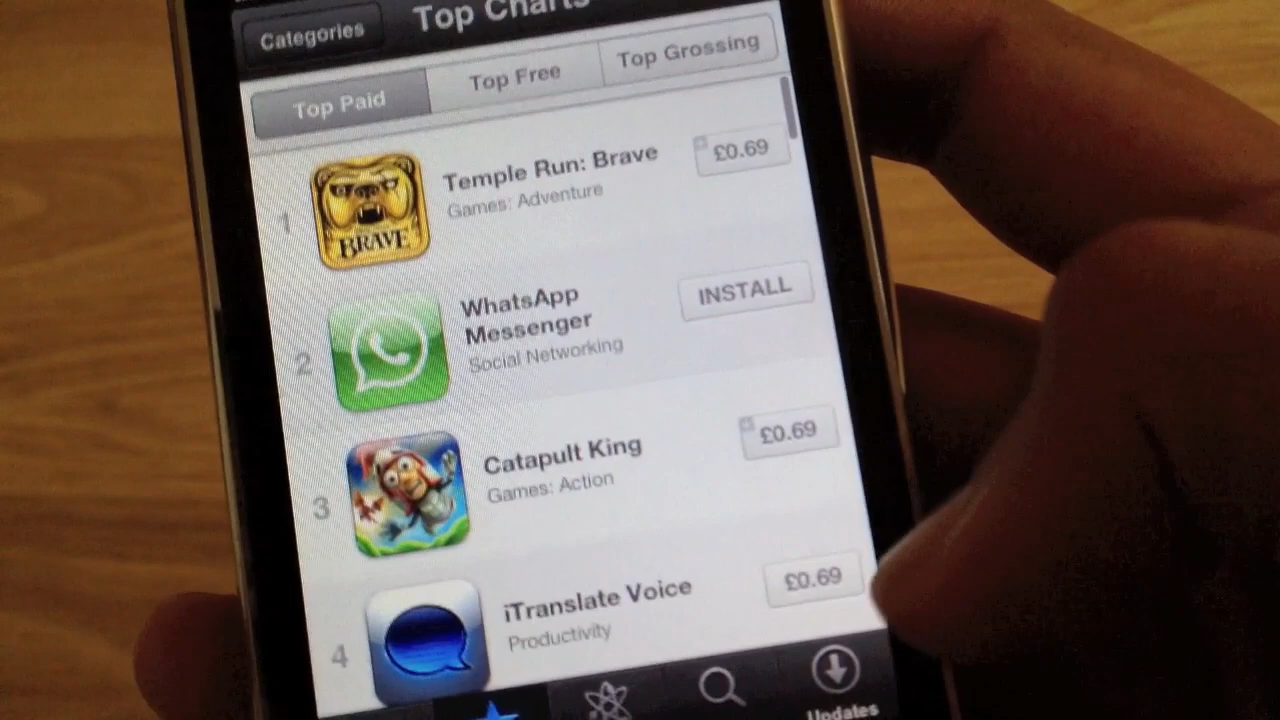 Categories
Top Charts
Top Paid
Top Free
Top Grossing
1
BRAVE
Temple Run: Brave
Games: Adventure
£0.69
2
WhatsApp
Messenger
Social Networking
INSTALL
3
Catapult King
Games: Action
£0.69
4
iTranslate Voice
Productivity
£0.69
Updates